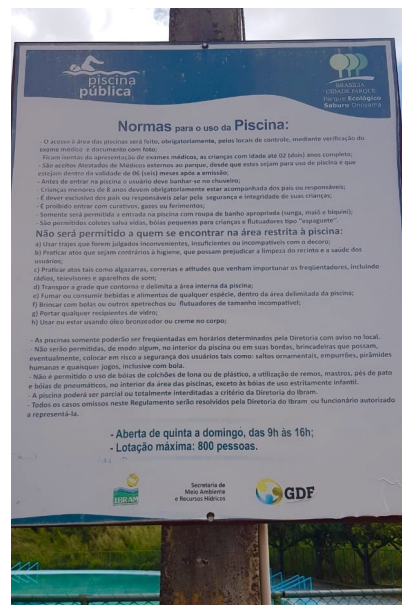 piscina
pública
BRASÍLIA
CIDADE PARQUE
Parque Ecológico
Saburo Onoyama
Normas para o uso da Piscina:
- O acesso à área das piscinas será feito, obrigatoriamente, pelos locais de controle, mediante verificação do
exame médico e documento com foto;
- Ficam isentas da apresentação de exames médicos, as crianças com idade até 02 (dois) anos completo;
- São aceitos Atestados de Médicos externos ao parque, desde que estes sejam para uso de piscina e que
estejam dentro da validade de 06 (seis) meses após a emissão;
- Antes de entrar na piscina o usuário deve banhar-se no chuveiro;
- Crianças menores de 8 anos devem obrigatoriamente estar acompanhada dos pais ou responsáveis;
- É dever exclusivo dos pais ou responsáveis zelar pela segurança e integridade de suas crianças;
- É proibido entrar com curativos, gazes ou ferimentos;
- Somente será permitida a entrada na piscina com roupa de banho apropriada (sunga, maiô e biquíni);
- São permitidos coletes salva vidas, bóias pequenas para crianças e flutuadores tipo "espaguete".
Não será permitido a quem se encontrar na área restrita à piscina:
a) Usar trajes que forem julgados inconvenientes, insuficientes ou incompatíveis com o decoro;
b) Praticar atos que sejam contrários à higiene, que possam prejudicar a limpeza do recinto e a saúde dos
usuários;
c) Praticar atos tais como algazarras, correrias e atitudes que venham importunar os freqüentadores, incluindo
rádios, televisores e aparelhos de som;
d) Transpor a grade que contorna e delimita a área interna da piscina;
e) Fumar ou consumir bebidas e alimentos de qualquer espécie, dentro da área delimitada da piscina;
f) Brincar com bolas ou outros apetrechos ou flutuadores de tamanho incompatível;
g) Portar qualquer recipientes de vidro;
h) Usar ou estar usando óleo bronzeador ou creme no corpo;
- As piscinas somente poderão ser freqüentadas em horários determinados pela Diretoria com aviso no local.
- Não serão permitidas, de modo algum, no interior da piscina ou em suas bordas, brincadeiras que possam,
eventualmente, colocar em risco a segurança dos usuários tais como: saltos ornamentais, empurrões, pirâmides
humanas e quaisquer jogos, inclusive com bola.
- Não é permitido o uso de bóias de colchões de lona ou de plástico, a utilização de remos, mastros, pés de pato
e bóias de pneumáticos, no interior da área das piscinas, exceto às bóias de uso estritamente infantil.
- A piscina poderá ser parcial ou totalmente interditada a critério da Diretoria do Ibram.
- Todos os casos omissos neste Regulamento serão resolvidos pela Diretoria do Ibram ou funcionário autorizado
a representá-la.
- Aberta de quinta a domingo, das 9h às 16h;
- Lotação máxima: 800 pessoas.
IBRAM
Secretaria de
Meio Ambiente
e Recursos Hídricos
GDF